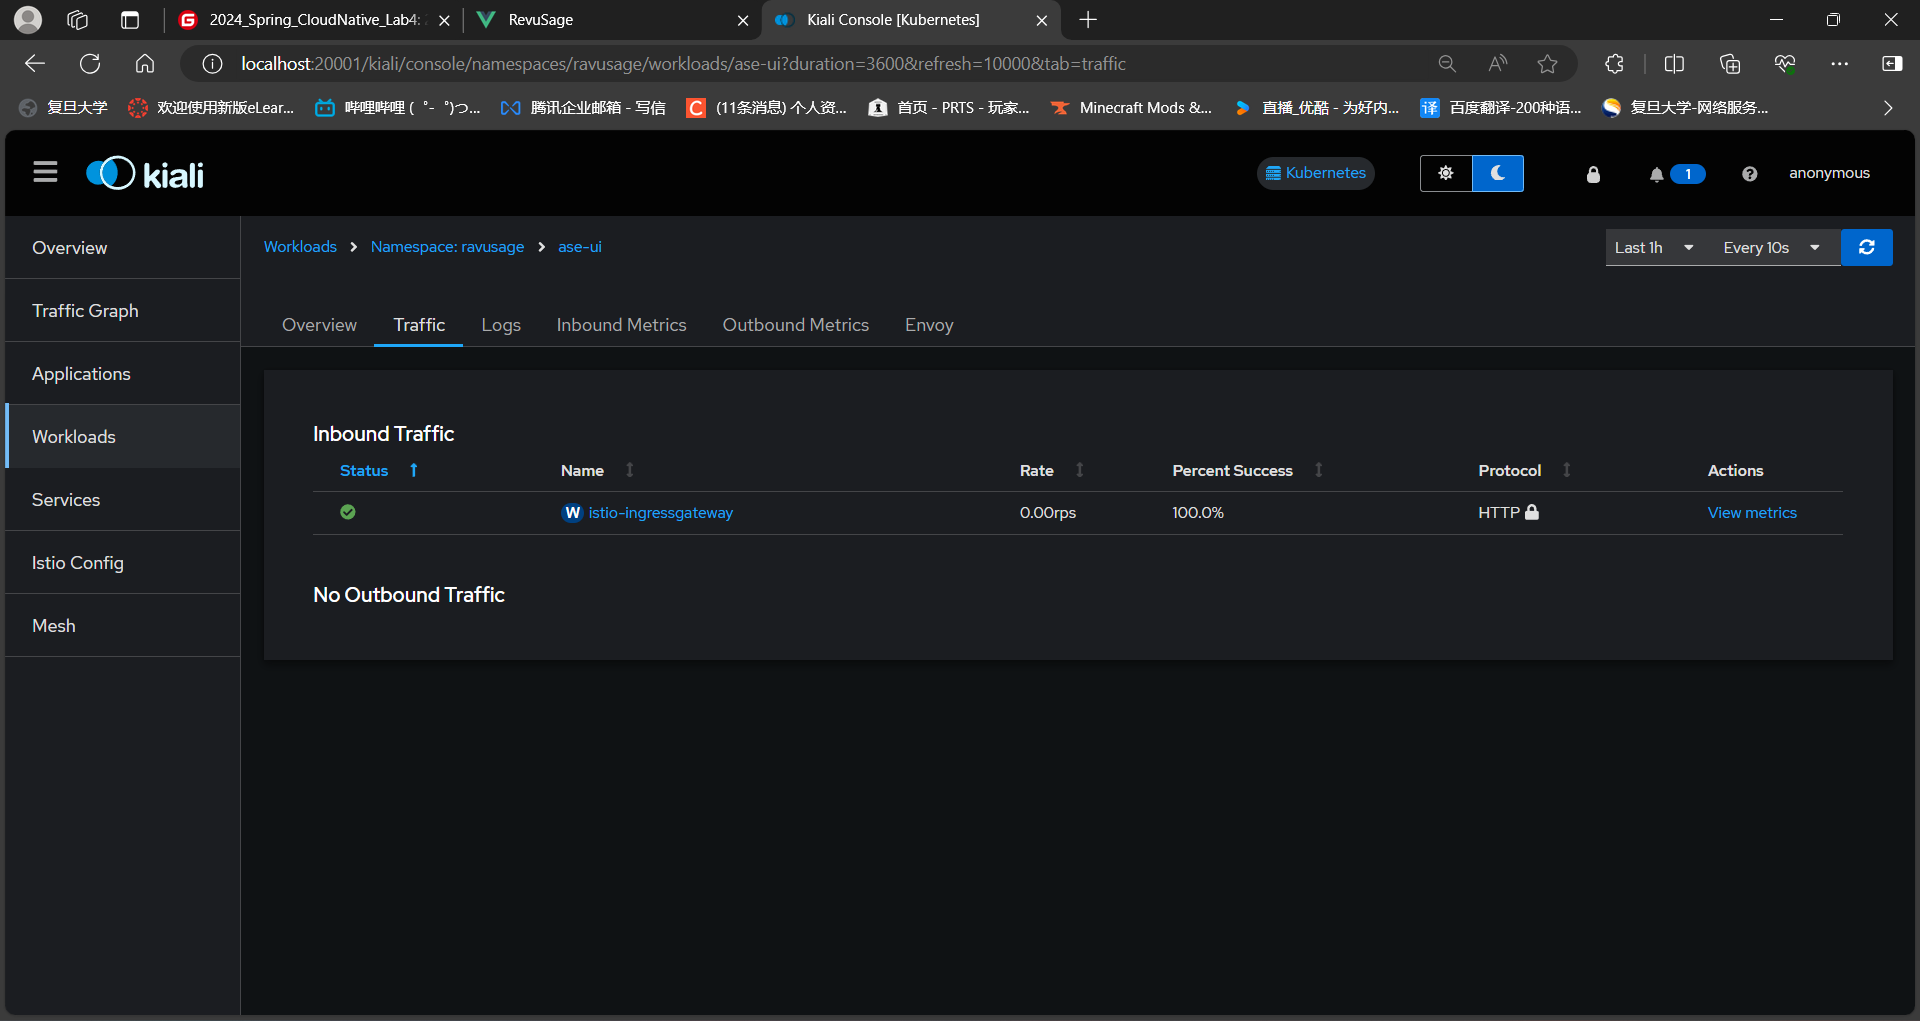 2024_Spring_CloudNative_Lab4:
RevuSage
Kiali Console [Kubernetes]
localhost:20001/kiali/console/namespaces/ravusage/workloads/ase-ui?duration=3600&refresh=10000&tab=traffic
复旦大学
欢迎使用新版eLear...
哔哩哔哩 (゜-゜)つ...
腾讯企业邮箱 - 写信
(11条消息) 个人资...
首页 - PRTS - 玩家...
Minecraft Mods &...
直播_优酷 - 为好内...
译 百度翻译-200种语...
复旦大学-网络服务...
kiali
Kubernetes
1
anonymous
Overview
Traffic Graph
Applications
Workloads
Services
Istio Config
Mesh
Workloads > Namespace: ravusage > ase-ui
Last 1h Every 10s
Overview Traffic Logs Inbound Metrics Outbound Metrics Envoy
Inbound Traffic
Status Name Rate Percent Success Protocol Actions
W istio-ingressgateway 0.00rps 100.0% HTTP View metrics
No Outbound Traffic